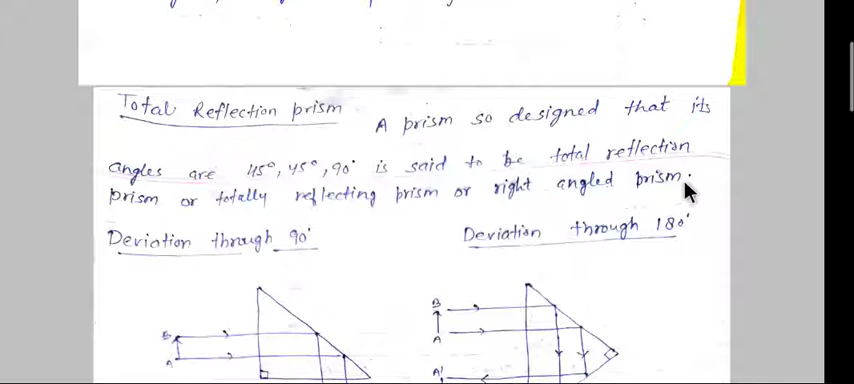 Total Reflection prism A prism so designed that its
angles are 45°, 45°, 90° is said to be total reflection
prism or totally reflecting prism or right angled prism.
Deviation through 90° Deviation through 180°
B B
A A
A'